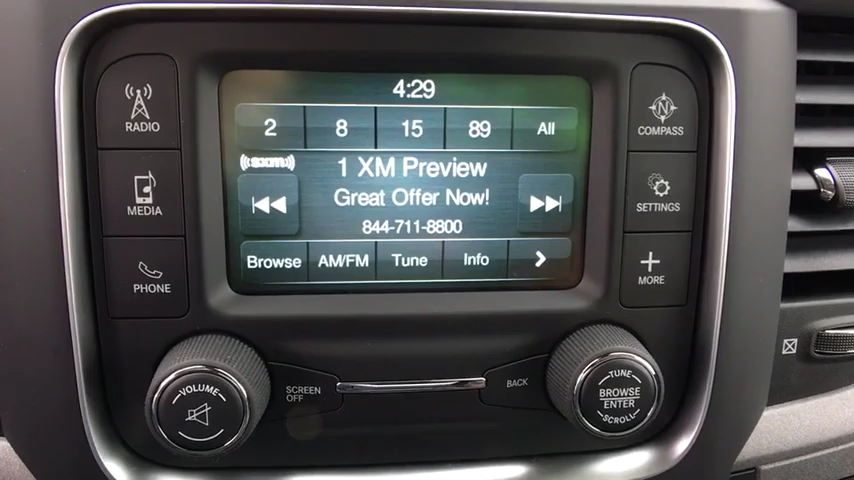 4:29
2 8 15 89 All
((sxm))
1 XM Preview
Great Offer Now!
844-711-8800
Browse AM/FM Tune Info >
RADIO
MEDIA
PHONE
COMPASS
SETTINGS
+
MORE
VOLUME
SCREEN
OFF
BACK
TUNE
BROWSE
ENTER
SCROLL